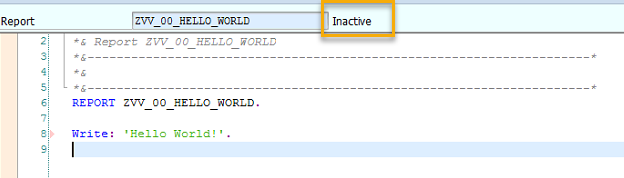 Report ZVV_00_HELLO_WORLD Inactive
2 *& Report ZVV_00_HELLO_WORLD
3 *&---------------------------------------------------------------------*
4 *&
5 *&---------------------------------------------------------------------*
6 REPORT ZVV_00_HELLO_WORLD.
7
8 Write: 'Hello World!'.
9